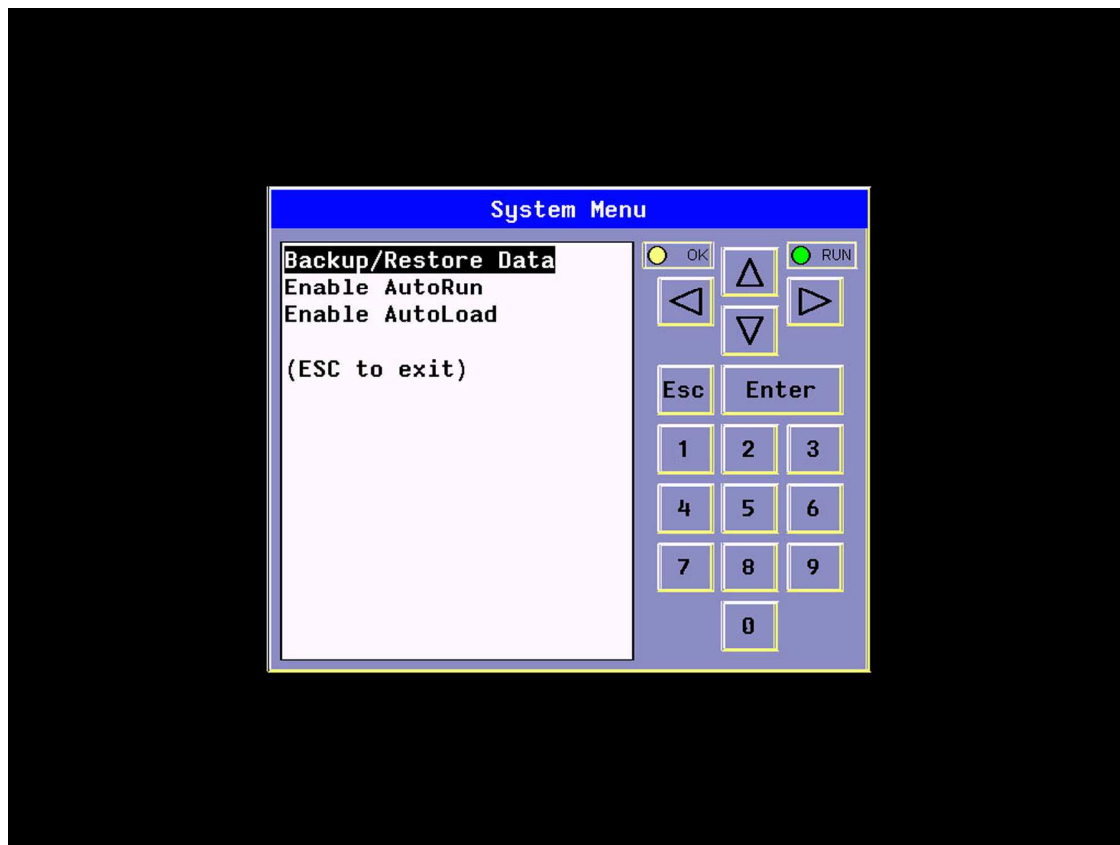 System Menu
Backup/Restore Data
Enable AutoRun
Enable AutoLoad
(ESC to exit)
OK
RUN
Esc
Enter
1 2 3
4 5 6
7 8 9
0